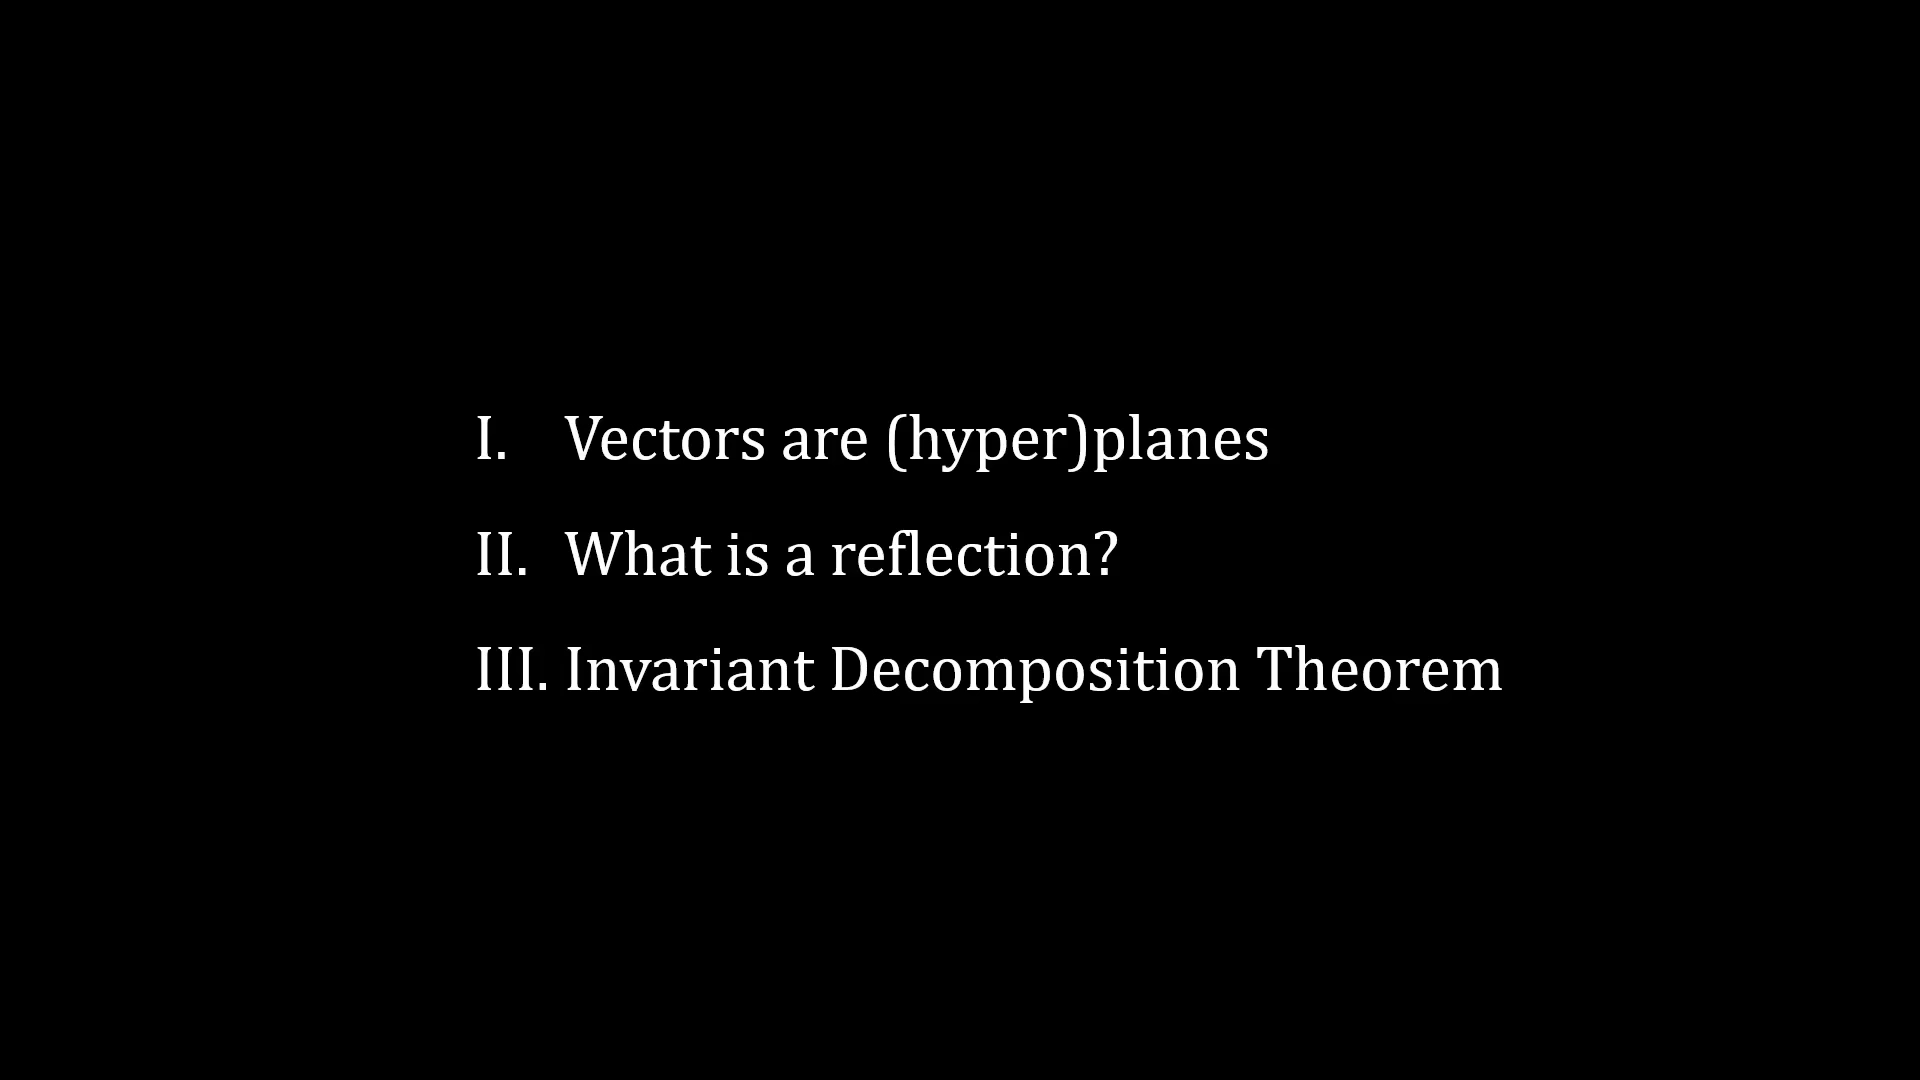 I. Vectors are (hyper)planes
II. What is a reflection?
III. Invariant Decomposition Theorem